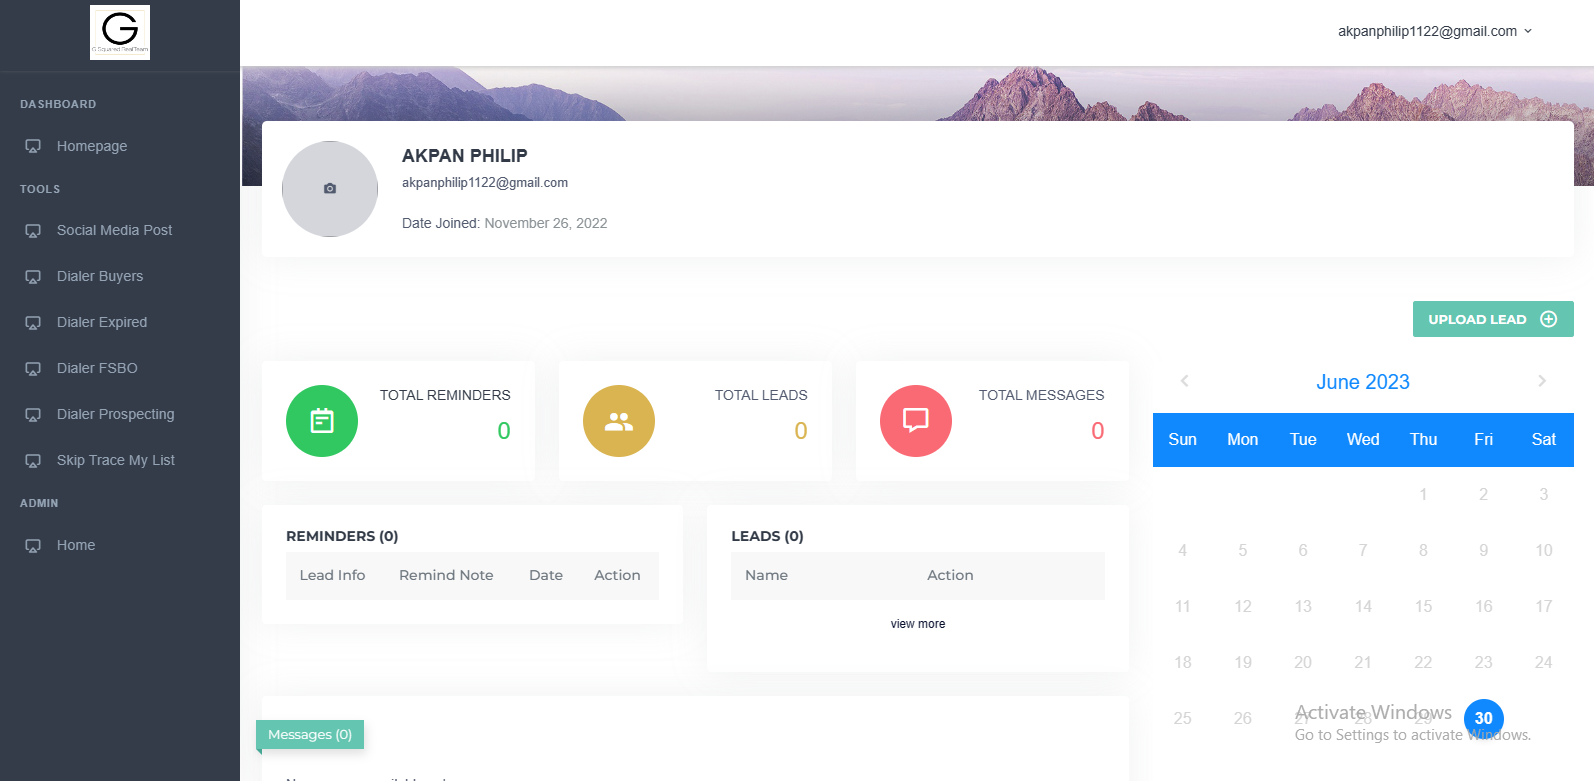 G
G Squared RealTeam
akpanphilip1122@gmail.com
DASHBOARD
Homepage
TOOLS
Social Media Post
Dialer Buyers
Dialer Expired
Dialer FSBO
Dialer Prospecting
Skip Trace My List
ADMIN
Home
AKPAN PHILIP
akpanphilip1122@gmail.com
Date Joined: November 26, 2022
UPLOAD LEAD
TOTAL REMINDERS
0
TOTAL LEADS
0
TOTAL MESSAGES
0
REMINDERS (0)
Lead Info Remind Note Date Action
LEADS (0)
Name Action
view more
Messages (0)
June 2023
Sun Mon Tue Wed Thu Fri Sat
1 2 3
4 5 6 7 8 9 10
11 12 13 14 15 16 17
18 19 20 21 22 23 24
25 26 27 28 29 30
Activate Windows
Go to Settings to activate Windows.